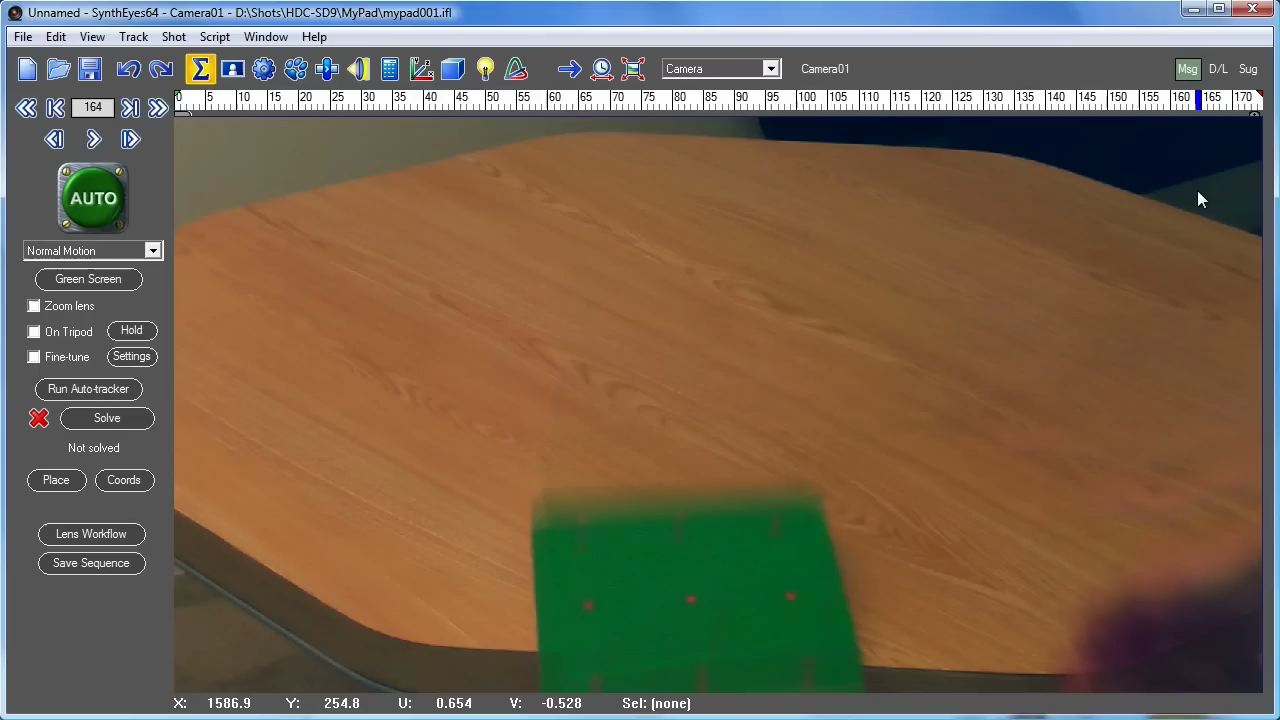 Unnamed - SynthEyes64 - Camera01 - D:\Shots\HDC-SD9\MyPad\mypad001.ifl
File Edit View Track Shot Script Window Help
Camera Camera01 Msg D/L Sug
164 0 5 10 15 20 25 30 35 40 45 50 55 60 65 70 75 80 85 90 95 100 105 110 115 120 125 130 135 140 145 150 155 160 165 170
AUTO
Normal Motion
Green Screen
Zoom lens
On Tripod Hold
Fine-tune Settings
Run Auto-tracker
Solve
Not solved
Place Coords
Lens Workflow
Save Sequence
X: 1586.9 Y: 254.8 U: 0.654 V: -0.528 Sel: (none)